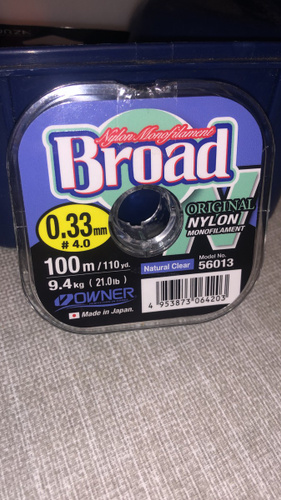 Nylon Monofilament
Broad
N
ORIGINAL
NYLON
MONOFILAMENT
0.33mm
# 4.0
100m/110yd.
9.4kg (21.0lb)
Natural Clear
Model No.
56013
OWNER
Made in Japan.
4 953873 064203